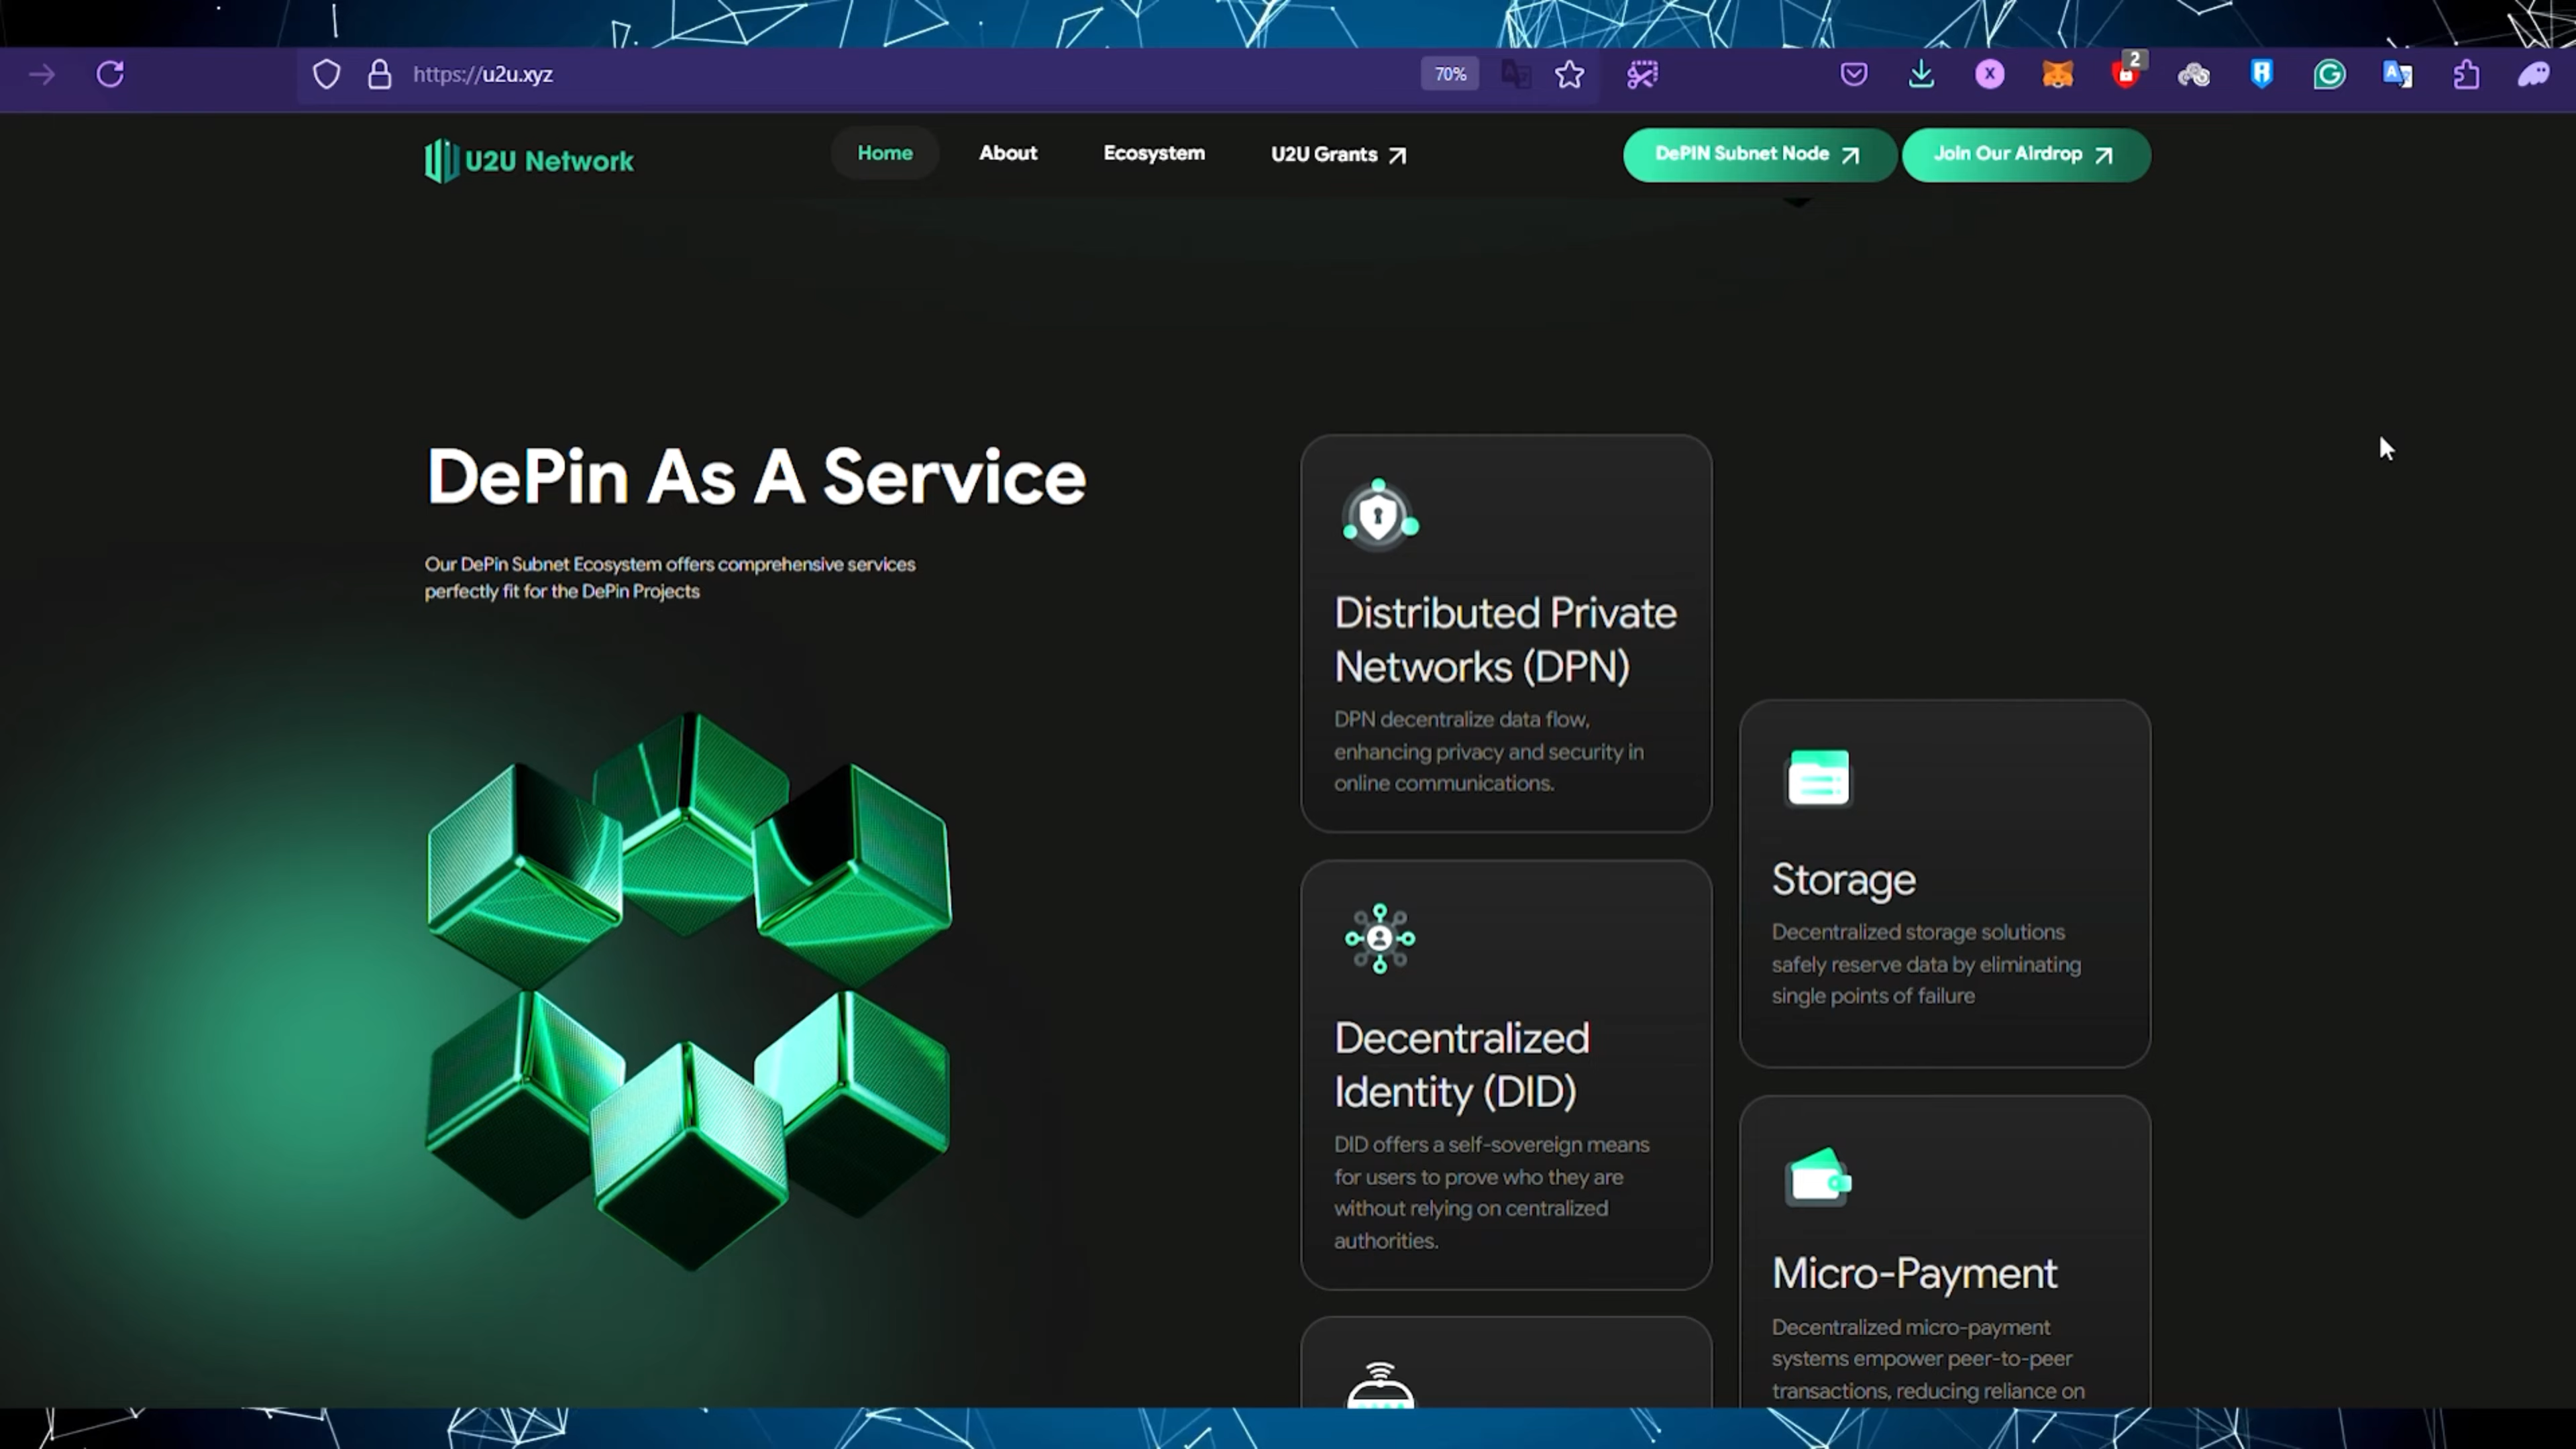 https://u2u.xyz
70%
2
U2U Network
Home
About
Ecosystem
U2U Grants
DePIN Subnet Node
Join Our Airdrop
DePin As A Service
Our DePin Subnet Ecosystem offers comprehensive services
perfectly fit for the DePin Projects
Distributed Private
Networks (DPN)
DPN decentralize data flow,
enhancing privacy and security in
online communications.
Storage
Decentralized storage solutions
safely reserve data by eliminating
single points of failure
Decentralized
Identity (DID)
DID offers a self-sovereign means
for users to prove who they are
without relying on centralized
authorities.
Micro-Payment
Decentralized micro-payment
systems empower peer-to-peer
transactions, reducing reliance on